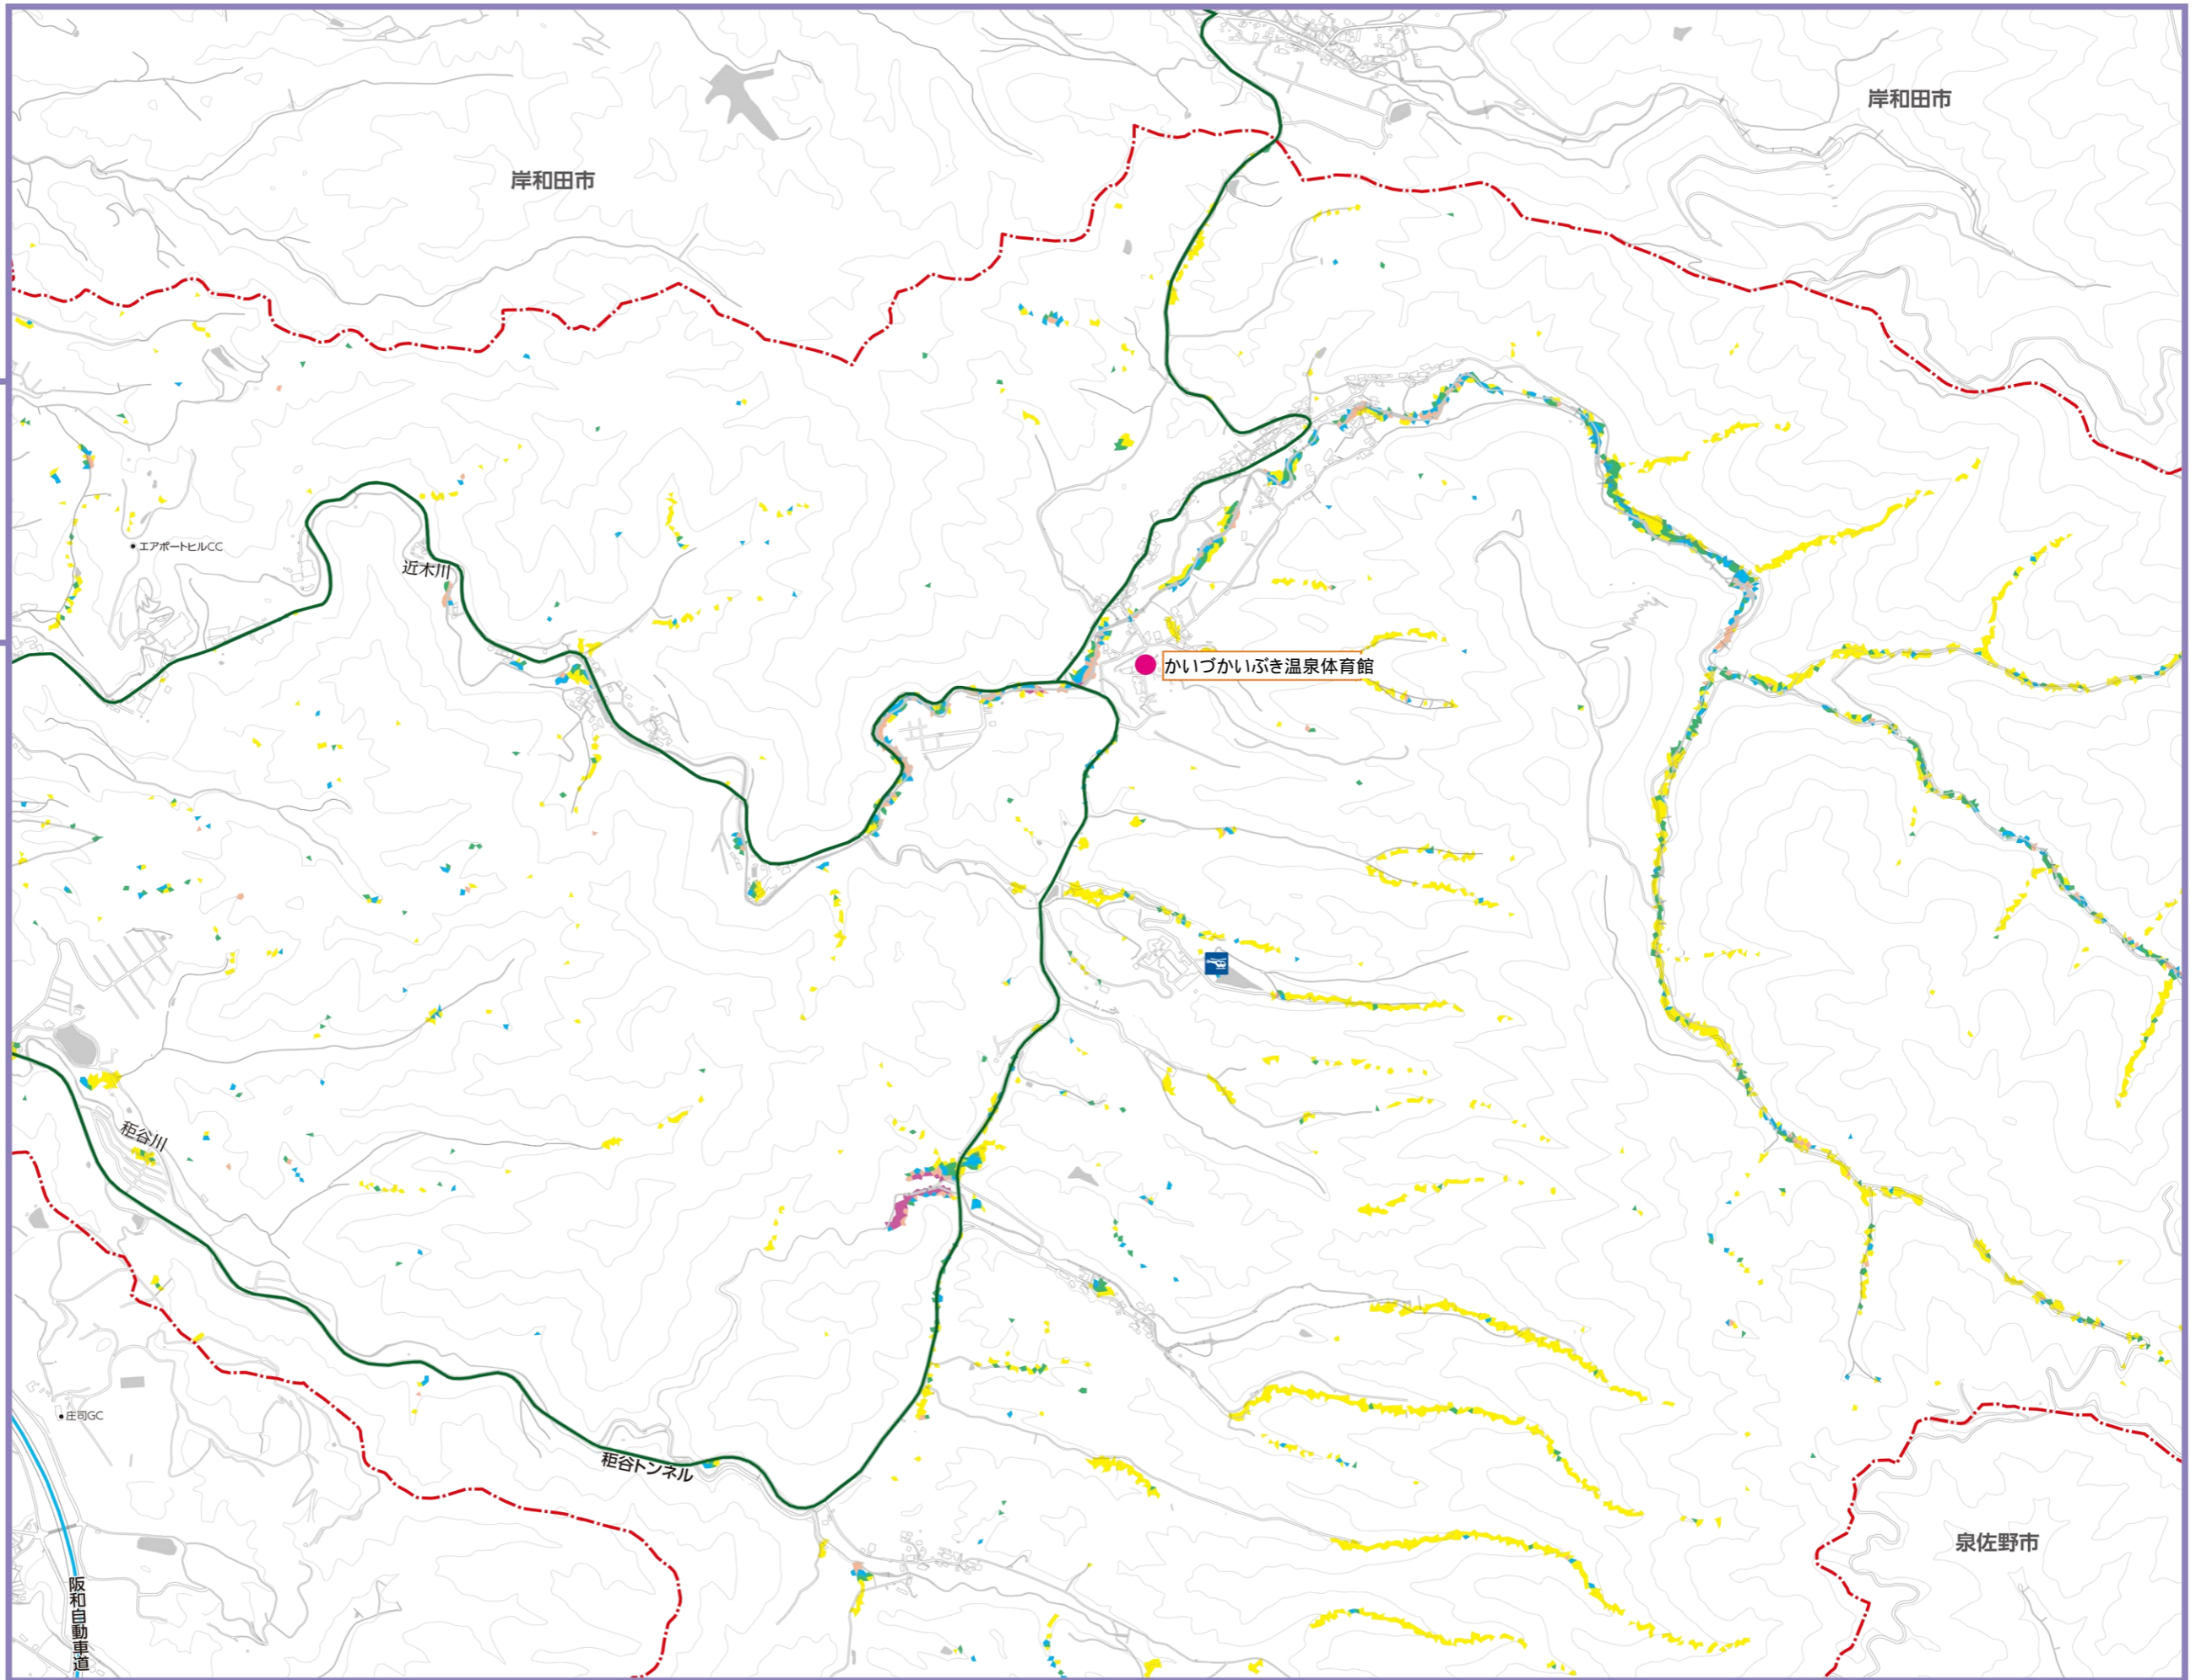 岸和田市
岸和田市
エアポートヒルCC
近木川
かいづかいぶき温泉体育館
秬谷川
庄司GC
秬谷トンネル
泉佐野市
阪和自動車道